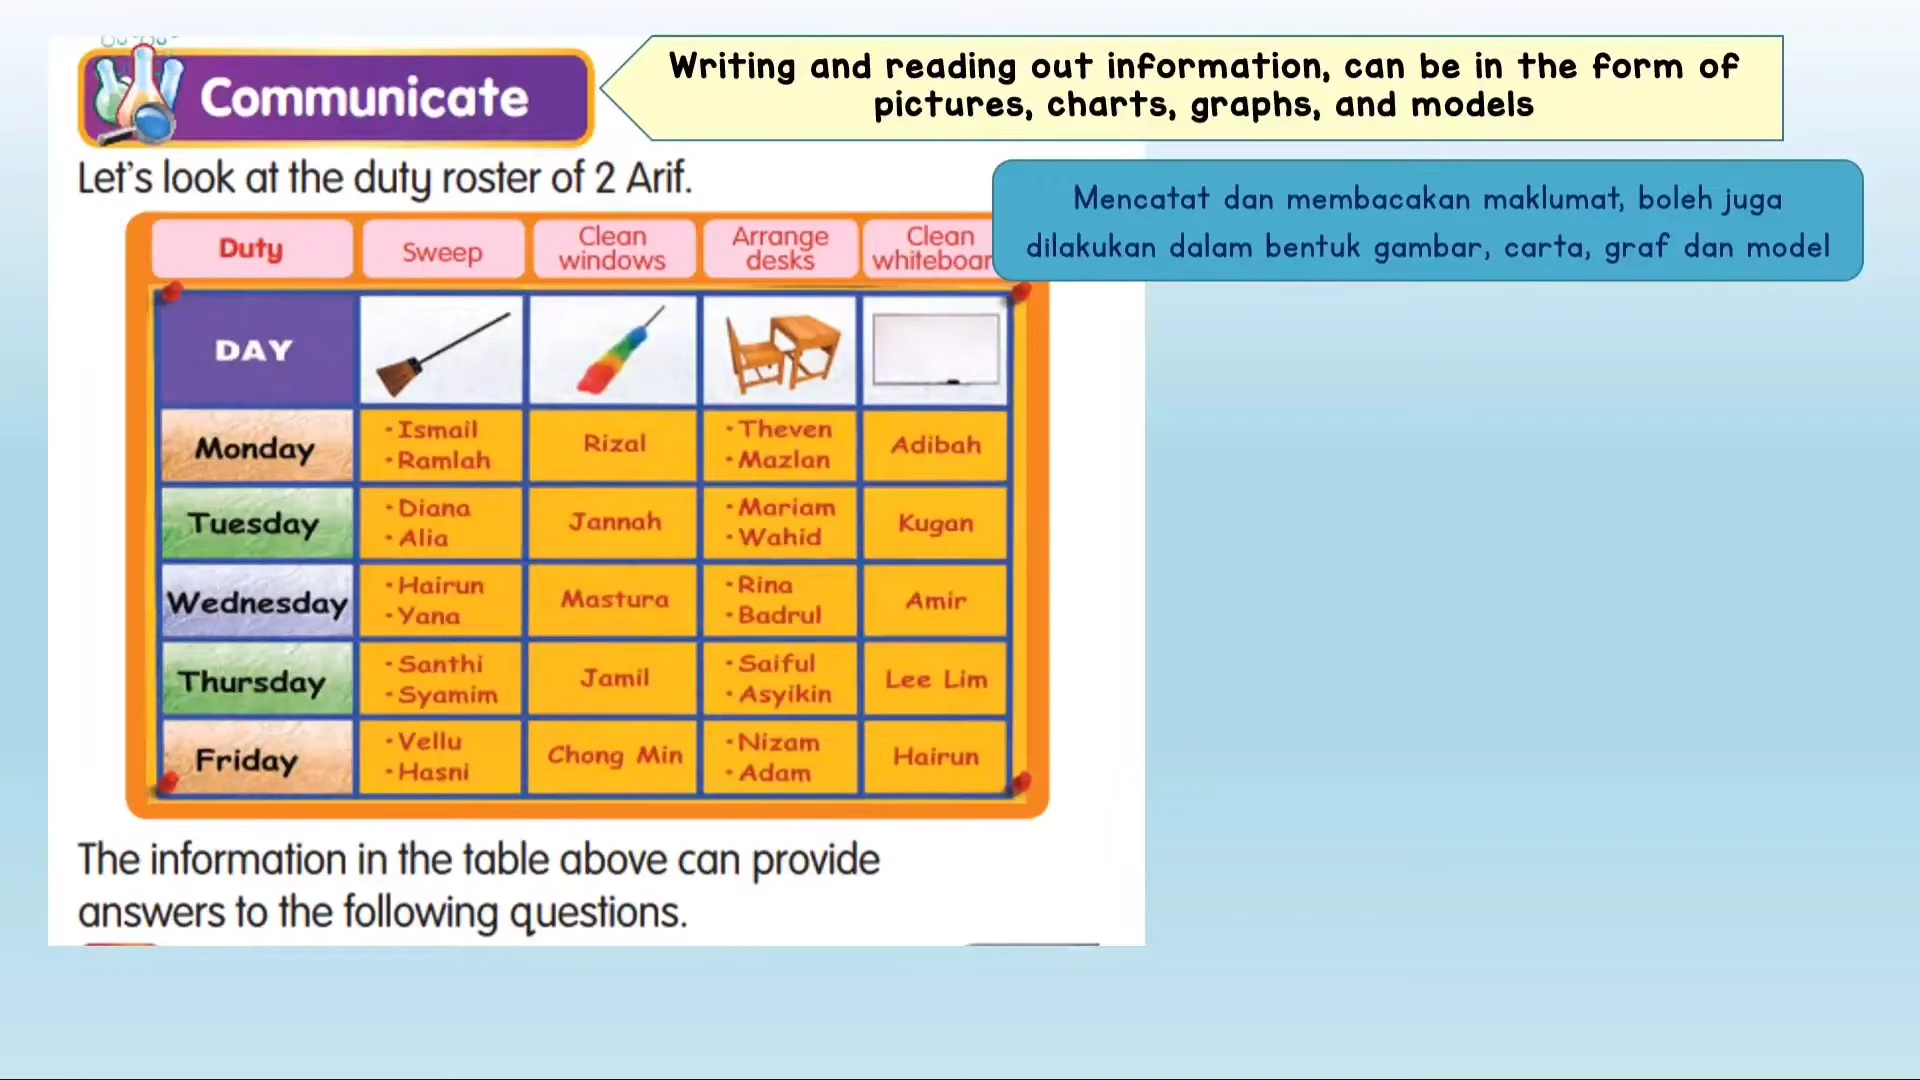 Communicate
Writing and reading out information, can be in the form of
pictures, charts, graphs, and models
Let's look at the duty roster of 2 Arif.
Mencatat dan membacakan maklumat, boleh juga
dilakukan dalam bentuk gambar, carta, graf dan model
Duty Sweep Clean windows Arrange desks Clean whiteboar
DAY
Monday
• Ismail
• Ramlah
Rizal
• Theven
• Mazlan
Adibah
Tuesday
• Diana
• Alia
Jannah
• Mariam
• Wahid
Kugan
Wednesday
• Hairun
• Yana
Mastura
• Rina
• Badrul
Amir
Thursday
• Santhi
• Syamim
Jamil
• Saiful
• Asyikin
Lee Lim
Friday
• Vellu
• Hasni
Chong Min
• Nizam
• Adam
Hairun
The information in the table above can provide
answers to the following questions.